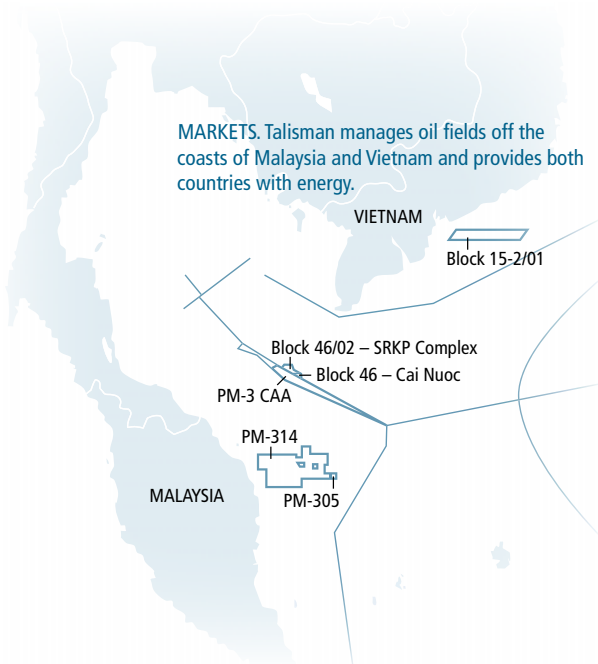 MARKETS. Talisman manages oil fields off the
coasts of Malaysia and Vietnam and provides both
countries with energy.
VIETNAM
Block 15-2/01
Block 46/02 – SRKP Complex
Block 46 – Cai Nuoc
PM-3 CAA
PM-314
MALAYSIA
PM-305